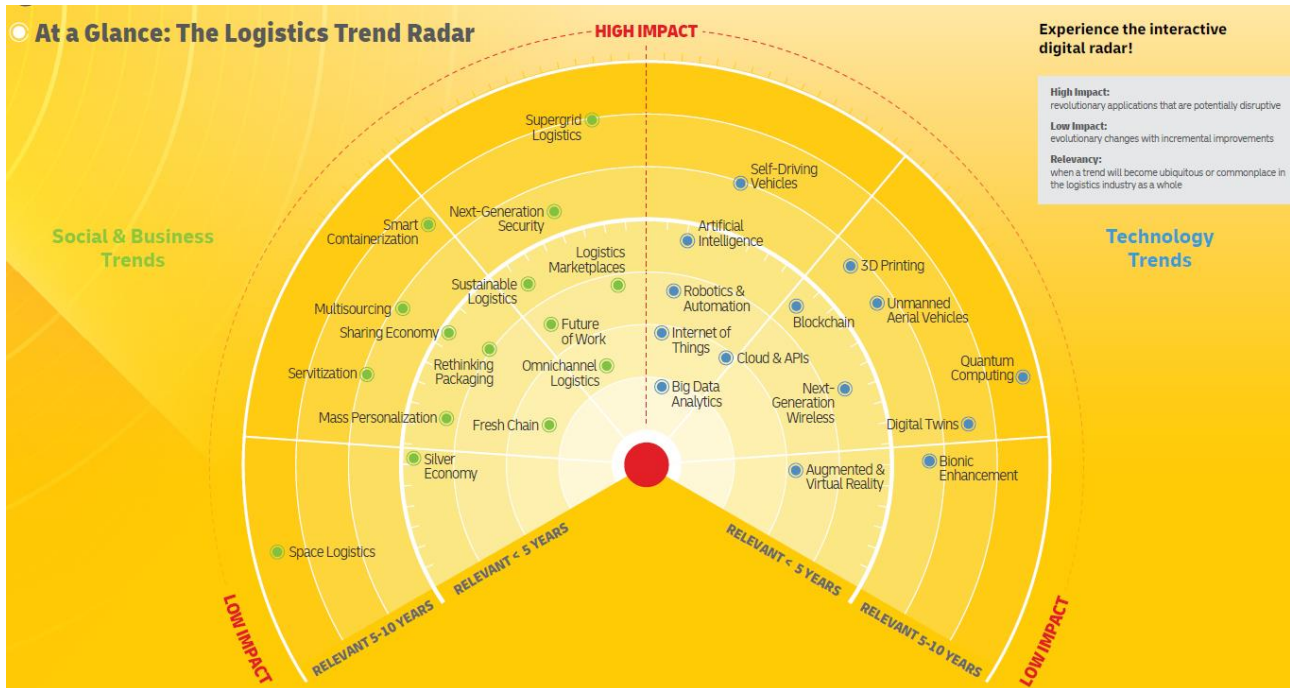 At a Glance: The Logistics Trend Radar
HIGH IMPACT
Experience the interactive
digital radar!
High Impact:
revolutionary applications that are potentially disruptive
Low Impact:
evolutionary changes with incremental improvements
Relevancy:
when a trend will become ubiquitous or commonplace in
the logistics industry as a whole
Social & Business
Trends
Technology
Trends
Supergrid
Logistics
Next-Generation
Security
Smart
Containerization
Logistics
Marketplaces
Sustainable
Logistics
Multisourcing
Sharing Economy
Future
of Work
Rethinking
Packaging
Omnichannel
Logistics
Servitization
Mass Personalization
Fresh Chain
Silver
Economy
Space Logistics
Self-Driving
Vehicles
Artificial
Intelligence
3D Printing
Robotics &
Automation
Blockchain
Unmanned
Aerial Vehicles
Internet of
Things
Cloud & APIs
Quantum
Computing
Big Data
Analytics
Next-
Generation
Wireless
Digital Twins
Augmented &
Virtual Reality
Bionic
Enhancement
RELEVANT < 5 YEARS
RELEVANT < 5 YEARS
RELEVANT 5-10 YEARS
RELEVANT 5-10 YEARS
LOW IMPACT
LOW IMPACT